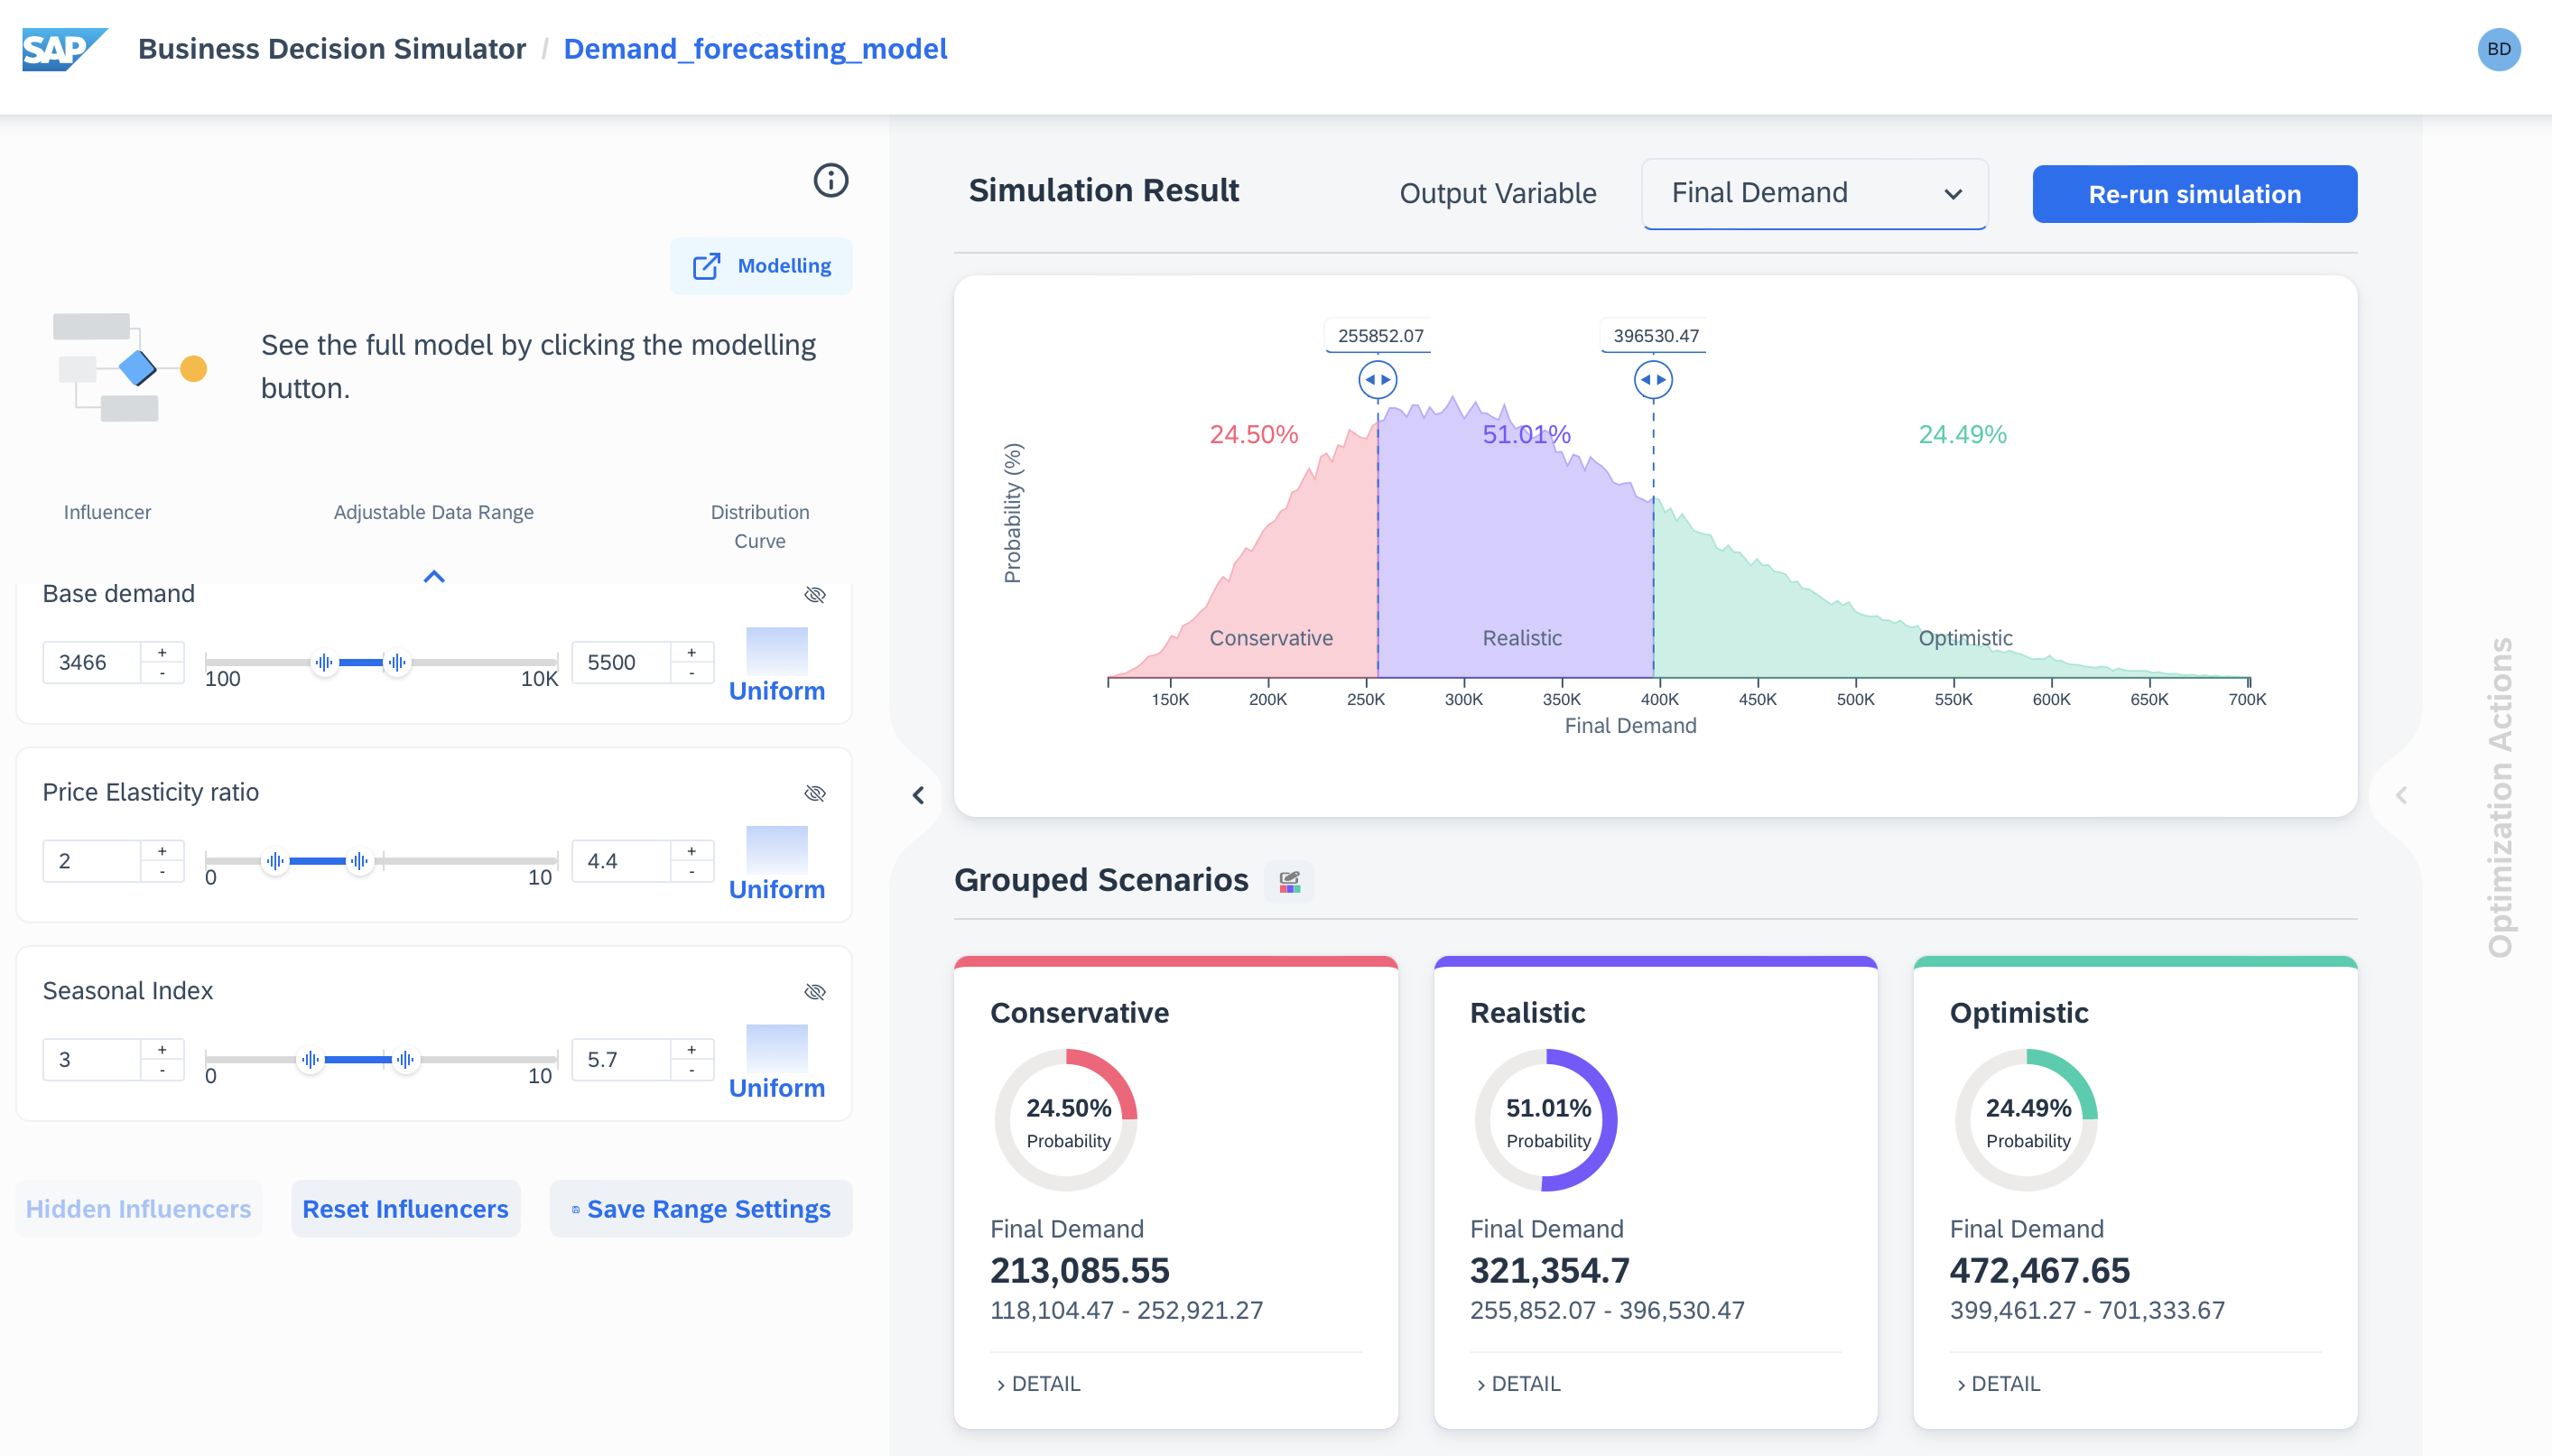 SAP Business Decision Simulator / Demand_forecasting_model
BD
Modelling
See the full model by clicking the modelling
button.
Influencer
Adjustable Data Range
Distribution
Curve
Base demand
3466
+
-
100
10K
5500
+
-
Uniform
Price Elasticity ratio
2
+
-
0
10
4.4
+
-
Uniform
Seasonal Index
3
+
-
0
10
5.7
+
-
Uniform
Hidden Influencers
Reset Influencers
Save Range Settings
Simulation Result
Output Variable
Final Demand
Re-run simulation
255852.07
396530.47
24.50%
51.01%
24.49%
Probability (%)
Conservative
Realistic
Optimistic
150K 200K 250K 300K 350K 400K 450K 500K 550K 600K 650K 700K
Final Demand
Grouped Scenarios
Conservative
24.50%
Probability
Final Demand
213,085.55
118,104.47 - 252,921.27
DETAIL
Realistic
51.01%
Probability
Final Demand
321,354.7
255,852.07 - 396,530.47
DETAIL
Optimistic
24.49%
Probability
Final Demand
472,467.65
399,461.27 - 701,333.67
DETAIL
Optimization Actions